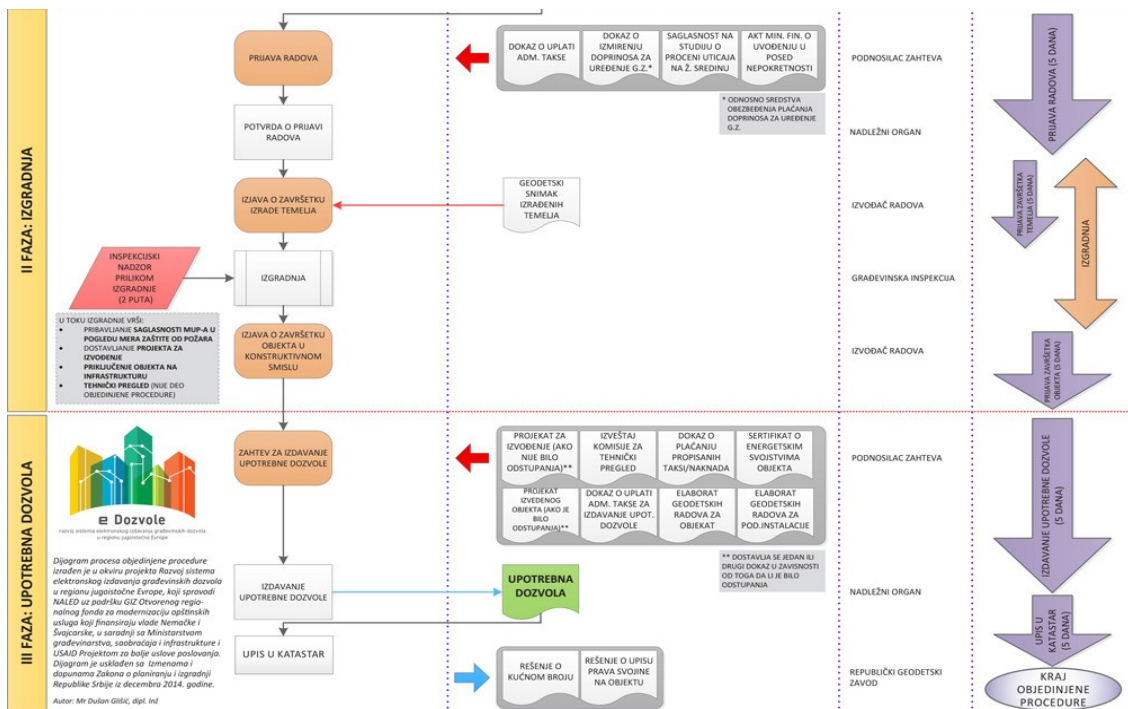 II FAZA: IZGRADNJA
PRIJAVA RADOVA
DOKAZ O UPLATI
ADM. TAKSE
DOKAZ O
IZMIRENJU
DOPRINOSA ZA
UREĐENJE G.Z.*
SAGLASNOST NA
STUDIJU O
PROCENI UTICAJA
NA Ž. SREDINU
AKT MIN. FIN. O
UVOĐENJU U
POSED
NEPOKRETNOSTI
PODNOSILAC ZAHTEVA
PRIJAVA RADOVA (5 DANA)
* ODNOSNO SREDSTVA
OBEZBEĐENJA PLAĆANJA
DOPRINOSA ZA UREĐENJE
G.Z.
POTVRDA O PRIJAVI
RADOVA
NADLEŽNI ORGAN
IZJAVA O ZAVRŠETKU
IZRADE TEMELJA
GEODETSKI
SNIMAK
IZRAĐENIH
TEMELJA
IZVOĐAČ RADOVA
PRIJAVA ZAVRŠETKA
TEMELJA (5 DANA)
IZGRADNJA
INSPEKCIJSKI
NADZOR
PRILIKOM
IZGRADNJE
(2 PUTA)
IZGRADNJA
GRAĐEVINSKA INSPEKCIJA
U TOKU IZGRADNJE VRŠI:
• PRIBAVLJANJE SAGLASNOSTI MUP-A U
POGLEDU MERA ZAŠTITE OD POŽARA
• DOSTAVLJANJE PROJEKTA ZA
IZVOĐENJE
• PRIKLJUČENJE OBJEKTA NA
INFRASTRUKTURU
• TEHNIČKI PREGLED (NIJE DEO
OBJEDINJENE PROCEDURE)
IZJAVA O ZAVRŠETKU
OBJEKTA U
KONSTRUKTIVNOM
SMISLU
IZVOĐAČ RADOVA
PRIJAVA ZAVRŠETKA
OBJEKTA (5 DANA)
III FAZA: UPOTREBNA DOZVOLA
e Dozvole
razvoj sistema elektronskog izdavanja građevinskih dozvola
u regionu jugoistočne Evrope
ZAHTEV ZA IZDAVANJE
UPOTREBNE DOZVOLE
PROJEKAT ZA
IZVOĐENJE (AKO
NIJE BILO
ODSTUPANJA)**
IZVEŠTAJ
KOMISIJE ZA
TEHNIČKI
PREGLED
DOKAZ O
PLAĆANJU
PROPISANIH
TAKSI/NAKNADA
SERTIFIKAT O
ENERGETSKIM
SVOJSTVIMA
OBJEKTA
PROJEKAT
IZVEDENOG
OBJEKTA (AKO JE
BILO
ODSTUPANJA)**
DOKAZ O UPLATI
ADM. TAKSE ZA
IZDAVANJE UPOT.
DOZVOLE
ELABORAT
GEODETSKIH
RADOVA ZA
OBJEKAT
ELABORAT
GEODETSKIH
RADOVA ZA
POD.INSTALACIJE
PODNOSILAC ZAHTEVA
IZDAVANJE UPOTREBNE DOZVOLE
(5 DANA)
** DOSTAVLJA SE JEDAN ILI
DRUGI DOKAZ U ZAVISNOSTI
OD TOGA DA LI JE BILO
ODSTUPANJA
Dijagram procesa objedinjene procedure
izrađen je u okviru projekta Razvoj sistema
elektronskog izdavanja građevinskih dozvola
u regionu jugoistočne Evrope, koji sprovodi
NALED uz podršku GIZ Otvorenog regio-
nalnog fonda za modernizaciju opštinskih
usluga koji finansiraju vlade Nemačke i
Švajcarske, u saradnji sa Ministarstvom
građevinarstva, saobraćaja i infrastrukture i
USAID Projektom za bolje uslove poslovanja.
Dijagram je usklađen sa Izmenama i
dopunama Zakona o planiranju i izgradnji
Republike Srbije iz decembra 2014. godine.
Autor: Mr Dušan Glišić, dipl. Inž
IZDAVANJE
UPOTREBNE DOZVOLE
UPOTREBNA
DOZVOLA
NADLEŽNI ORGAN
UPIS U KATASTAR
UPIS U
KATASTAR
(5 DANA)
REŠENJE O
KUĆNOM BROJU
REŠENJE O UPISU
PRAVA SVOJINE
NA OBJEKTU
REPUBLIČKI GEODETSKI
ZAVOD
KRAJ
OBJEDINJENE
PROCEDURE